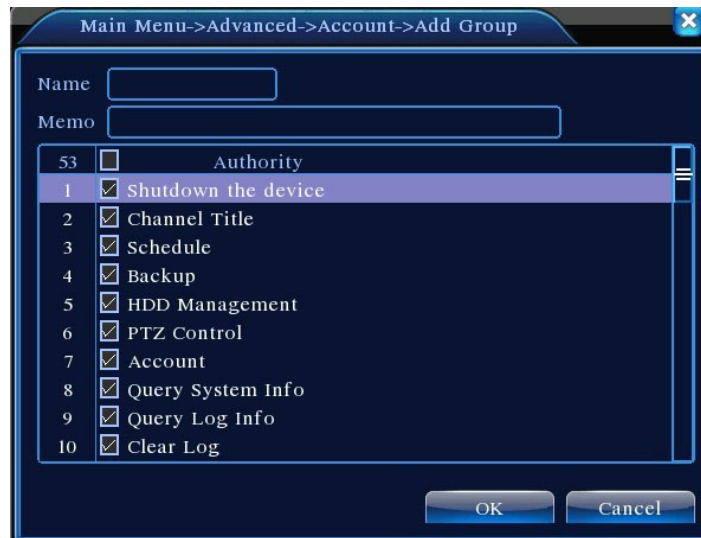 Main Menu->Advanced->Account->Add Group
Name
Memo
53 Authority
1 Shutdown the device
2 Channel Title
3 Schedule
4 Backup
5 HDD Management
6 PTZ Control
7 Account
8 Query System Info
9 Query Log Info
10 Clear Log
OK Cancel